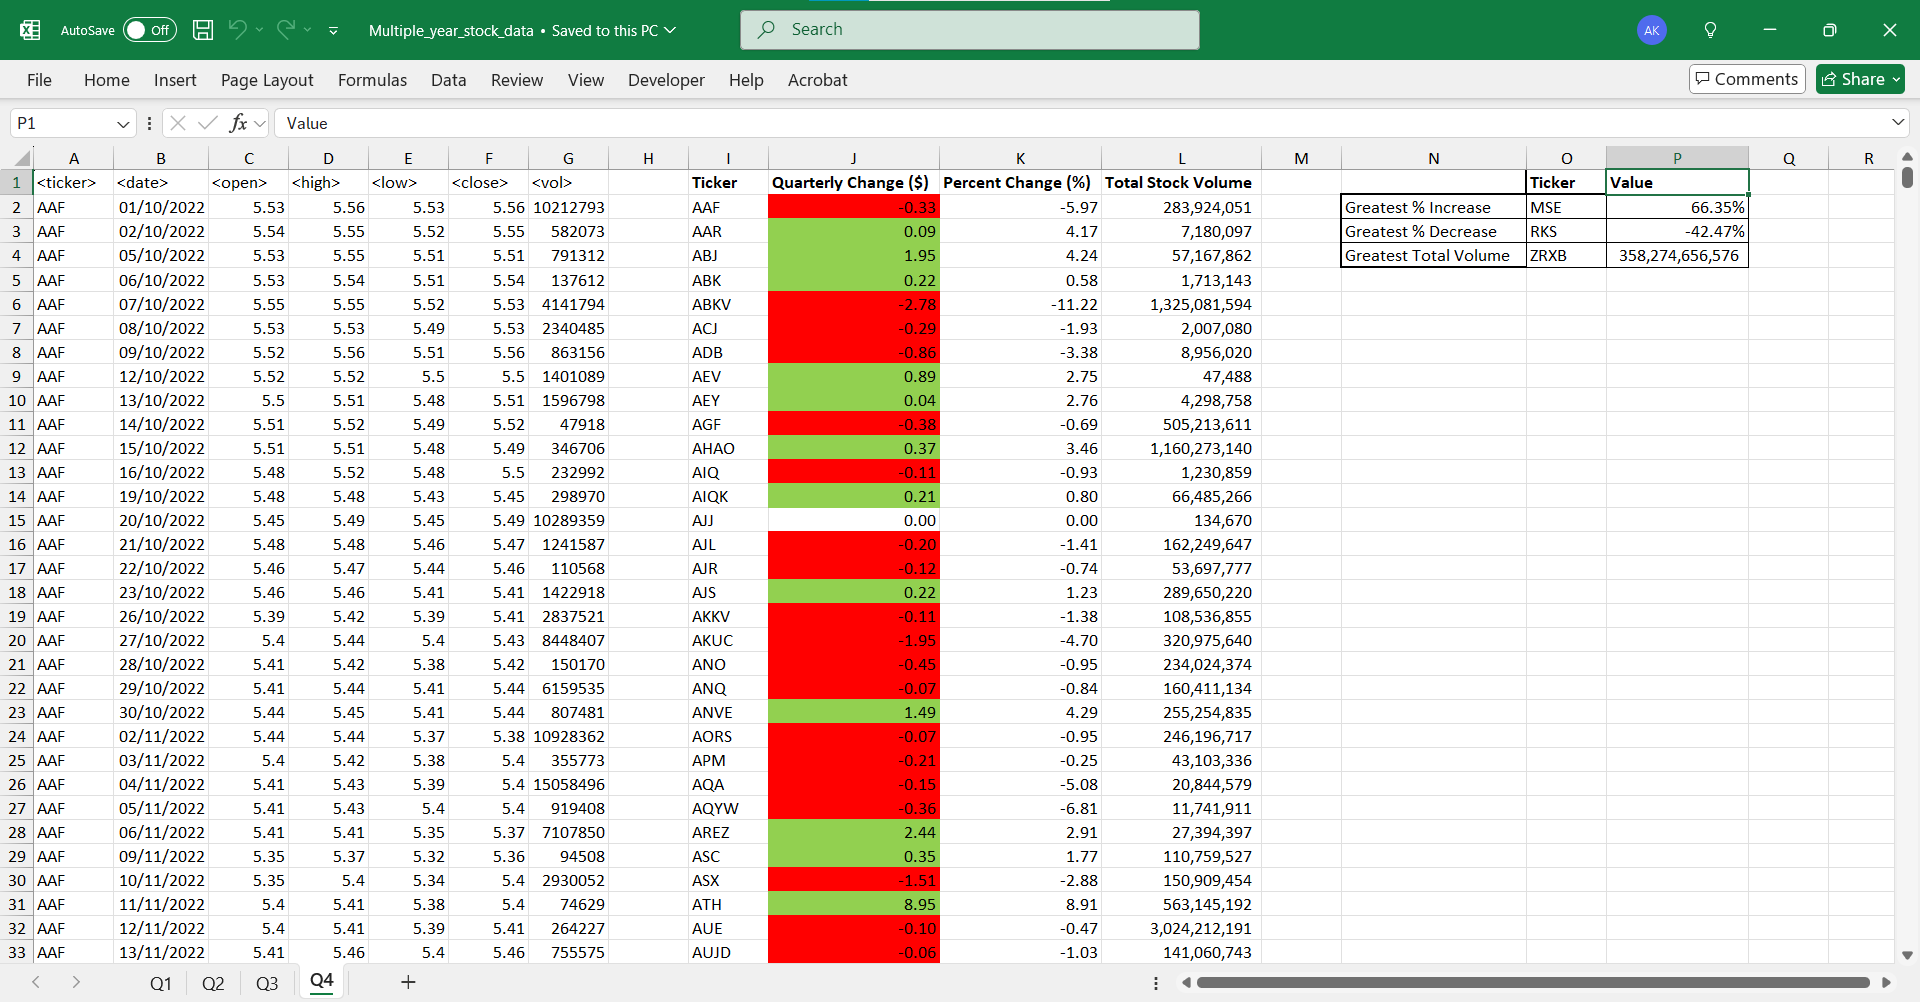 AutoSave Off Multiple_year_stock_data • Saved to this PC Search AK
File Home Insert Page Layout Formulas Data Review View Developer Help Acrobat Comments Share
P1 fx Value
A B C D E F G H I J K L M N O P Q R
1 <ticker> <date> <open> <high> <low> <close> <vol> Ticker Quarterly Change ($) Percent Change (%) Total Stock Volume Ticker Value
2 AAF 01/10/2022 5.53 5.56 5.53 5.56 10212793 AAF -0.33 -5.97 283,924,051 Greatest % Increase MSE 66.35%
3 AAF 02/10/2022 5.54 5.55 5.52 5.55 582073 AAR 0.09 4.17 7,180,097 Greatest % Decrease RKS -42.47%
4 AAF 05/10/2022 5.53 5.55 5.51 5.51 791312 ABJ 1.95 4.24 57,167,862 Greatest Total Volume ZRXB 358,274,656,576
5 AAF 06/10/2022 5.53 5.54 5.51 5.54 137612 ABK 0.22 0.58 1,713,143
6 AAF 07/10/2022 5.55 5.55 5.52 5.53 4141794 ABKV -2.78 -11.22 1,325,081,594
7 AAF 08/10/2022 5.53 5.53 5.49 5.53 2340485 ACJ -0.29 -1.93 2,007,080
8 AAF 09/10/2022 5.52 5.56 5.51 5.56 863156 ADB -0.86 -3.38 8,956,020
9 AAF 12/10/2022 5.52 5.52 5.5 5.5 1401089 AEV 0.89 2.75 47,488
10 AAF 13/10/2022 5.5 5.51 5.48 5.51 1596798 AEY 0.04 2.76 4,298,758
11 AAF 14/10/2022 5.51 5.52 5.49 5.52 47918 AGF -0.38 -0.69 505,213,611
12 AAF 15/10/2022 5.51 5.51 5.48 5.49 346706 AHAO 0.37 3.46 1,160,273,140
13 AAF 16/10/2022 5.48 5.52 5.48 5.5 232992 AIQ -0.11 -0.93 1,230,859
14 AAF 19/10/2022 5.48 5.48 5.43 5.45 298970 AIQK 0.21 0.80 66,485,266
15 AAF 20/10/2022 5.45 5.49 5.45 5.49 10289359 AJJ 0.00 0.00 134,670
16 AAF 21/10/2022 5.48 5.48 5.46 5.47 1241587 AJL -0.20 -1.41 162,249,647
17 AAF 22/10/2022 5.46 5.47 5.44 5.46 110568 AJR -0.12 -0.74 53,697,777
18 AAF 23/10/2022 5.46 5.46 5.41 5.41 1422918 AJS 0.22 1.23 289,650,220
19 AAF 26/10/2022 5.39 5.42 5.39 5.41 2837521 AKKV -0.11 -1.38 108,536,855
20 AAF 27/10/2022 5.4 5.44 5.4 5.43 8448407 AKUC -1.95 -4.70 320,975,640
21 AAF 28/10/2022 5.41 5.42 5.38 5.42 150170 ANO -0.45 -0.95 234,024,374
22 AAF 29/10/2022 5.41 5.44 5.41 5.44 6159535 ANQ -0.07 -0.84 160,411,134
23 AAF 30/10/2022 5.44 5.45 5.41 5.44 807481 ANVE 1.49 4.29 255,254,835
24 AAF 02/11/2022 5.44 5.44 5.37 5.38 10928362 AORS -0.07 -0.95 246,196,717
25 AAF 03/11/2022 5.4 5.42 5.38 5.4 355773 APM -0.21 -0.25 43,103,336
26 AAF 04/11/2022 5.41 5.43 5.39 5.4 15058496 AQA -0.15 -5.08 20,844,579
27 AAF 05/11/2022 5.41 5.43 5.4 5.4 919408 AQYW -0.36 -6.81 11,741,911
28 AAF 06/11/2022 5.41 5.41 5.35 5.37 7107850 AREZ 2.44 2.91 27,394,397
29 AAF 09/11/2022 5.35 5.37 5.32 5.36 94508 ASC 0.35 1.77 110,759,527
30 AAF 10/11/2022 5.35 5.4 5.34 5.4 2930052 ASX -1.51 -2.88 150,909,454
31 AAF 11/11/2022 5.4 5.41 5.38 5.4 74629 ATH 8.95 8.91 563,145,192
32 AAF 12/11/2022 5.4 5.41 5.39 5.41 264227 AUE -0.10 -0.47 3,024,212,191
33 AAF 13/11/2022 5.41 5.46 5.4 5.46 755575 AUJD -0.06 -1.03 141,060,743
Q1 Q2 Q3 Q4